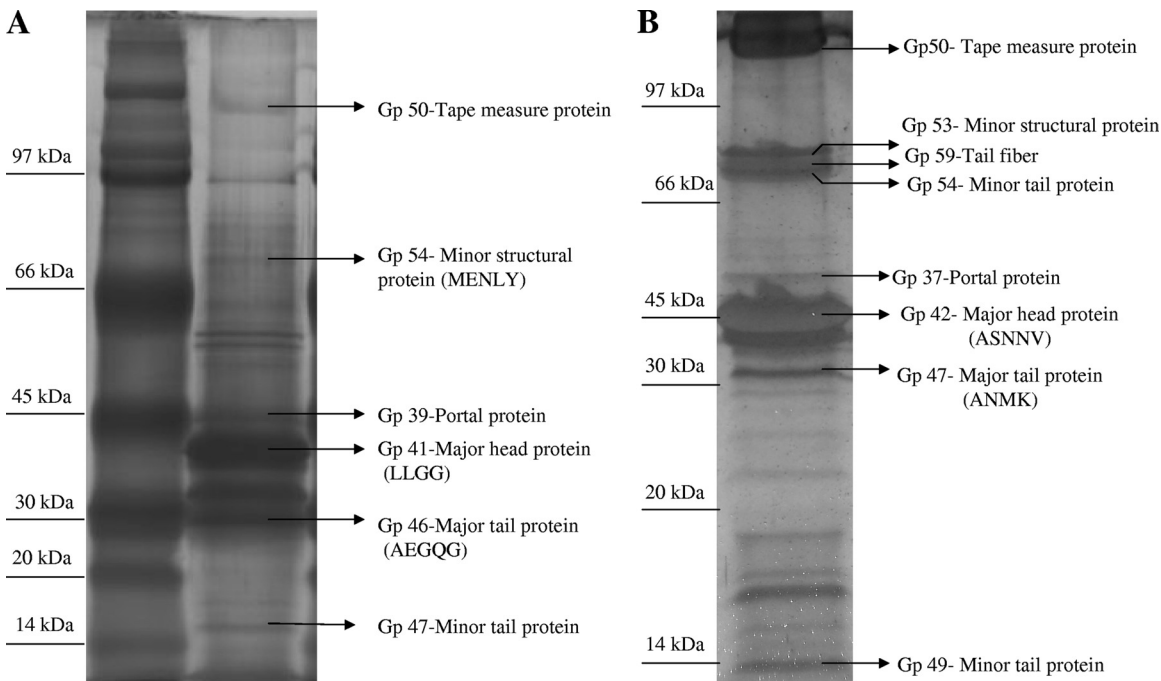 A
97 kDa
66 kDa
45 kDa
30 kDa
20 kDa
14 kDa
Gp 50-Tape measure protein
Gp 54- Minor structural
protein (MENLY)
Gp 39-Portal protein
Gp 41-Major head protein
(LLGG)
Gp 46-Major tail protein
(AEGQG)
Gp 47-Minor tail protein
B
97 kDa
66 kDa
45 kDa
30 kDa
20 kDa
14 kDa
Gp50- Tape measure protein
Gp 53- Minor structural protein
Gp 59-Tail fiber
Gp 54- Minor tail protein
Gp 37-Portal protein
Gp 42- Major head protein
(ASNNV)
Gp 47- Major tail protein
(ANMK)
Gp 49- Minor tail protein